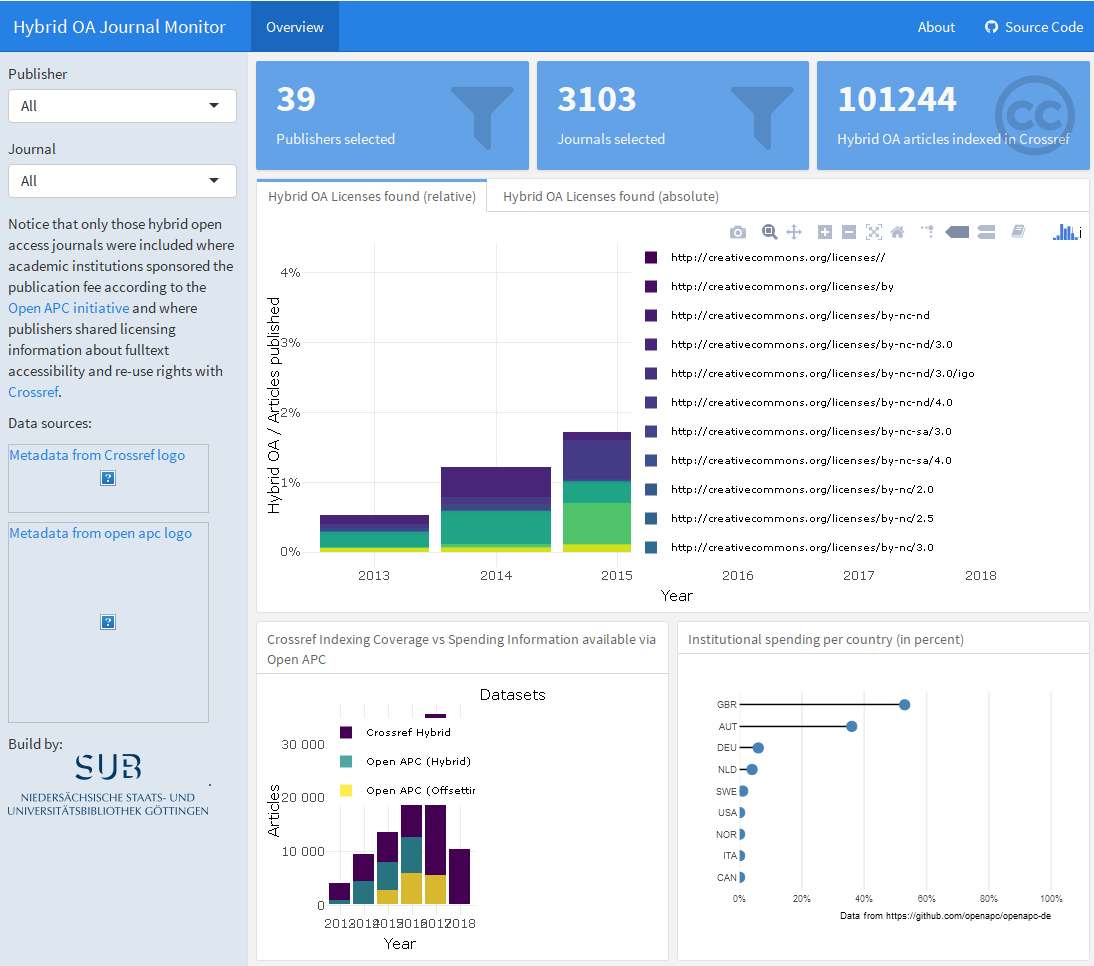 Hybrid OA Journal Monitor
Overview
About
Source Code
Publisher
All
Journal
All
Notice that only those hybrid open
access journals were included where
academic institutions sponsored the
publication fee according to the
Open APC initiative and where
publishers shared licensing
information about fulltext
accessibility and re-use rights with
Crossref.
Data sources:
Metadata from Crossref logo
Metadata from open apc logo
Build by:
SUB
NIEDERSÄCHSISCHE STAATS- UND
UNIVERSITÄTSBIBLIOTHEK GÖTTINGEN
39
Publishers selected
3103
Journals selected
101244
Hybrid OA articles indexed in Crossref
cc
Hybrid OA Licenses found (relative)
Hybrid OA Licenses found (absolute)
Hybrid OA / Articles published
4%
3%
2%
1%
0%
2013
2014
2015
2016
2017
2018
Year
http://creativecommons.org/licenses//
http://creativecommons.org/licenses/by
http://creativecommons.org/licenses/by-nc-nd
http://creativecommons.org/licenses/by-nc-nd/3.0
http://creativecommons.org/licenses/by-nc-nd/3.0/igo
http://creativecommons.org/licenses/by-nc-nd/4.0
http://creativecommons.org/licenses/by-nc-sa/3.0
http://creativecommons.org/licenses/by-nc-sa/4.0
http://creativecommons.org/licenses/by-nc/2.0
http://creativecommons.org/licenses/by-nc/2.5
http://creativecommons.org/licenses/by-nc/3.0
Crossref Indexing Coverage vs Spending Information available via
Open APC
Datasets
Crossref Hybrid
Open APC (Hybrid)
Open APC (Offsettin
Articles
30 000
20 000
10 000
0
2013
2014
2015
2016
2017
2018
Year
Institutional spending per country (in percent)
GBR
AUT
DEU
NLD
SWE
USA
NOR
ITA
CAN
0%
20%
40%
60%
80%
100%
Data from https://github.com/openapc/openapc-de